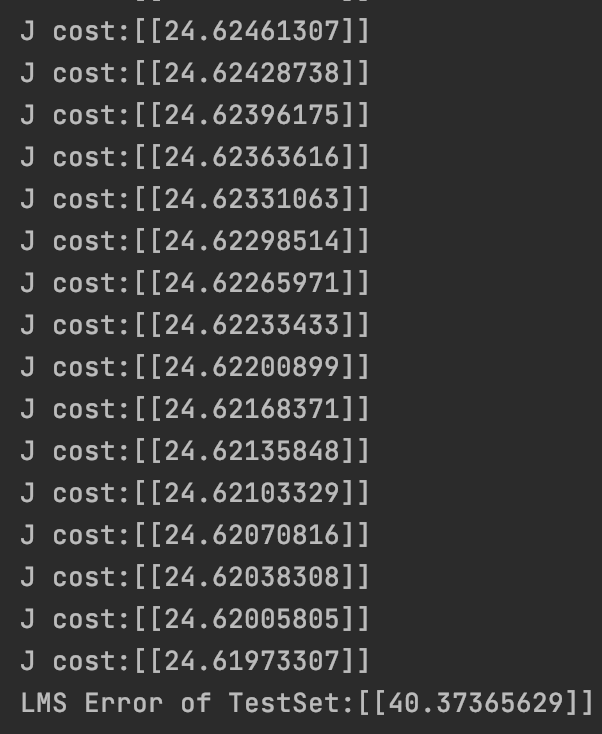 J cost:[[24.62461307]]
J cost:[[24.62428738]]
J cost:[[24.62396175]]
J cost:[[24.62363616]]
J cost:[[24.62331063]]
J cost:[[24.62298514]]
J cost:[[24.62265971]]
J cost:[[24.62233433]]
J cost:[[24.62200899]]
J cost:[[24.62168371]]
J cost:[[24.62135848]]
J cost:[[24.62103329]]
J cost:[[24.62070816]]
J cost:[[24.62038308]]
J cost:[[24.62005805]]
J cost:[[24.61973307]]
LMS Error of TestSet:[[40.37365629]]